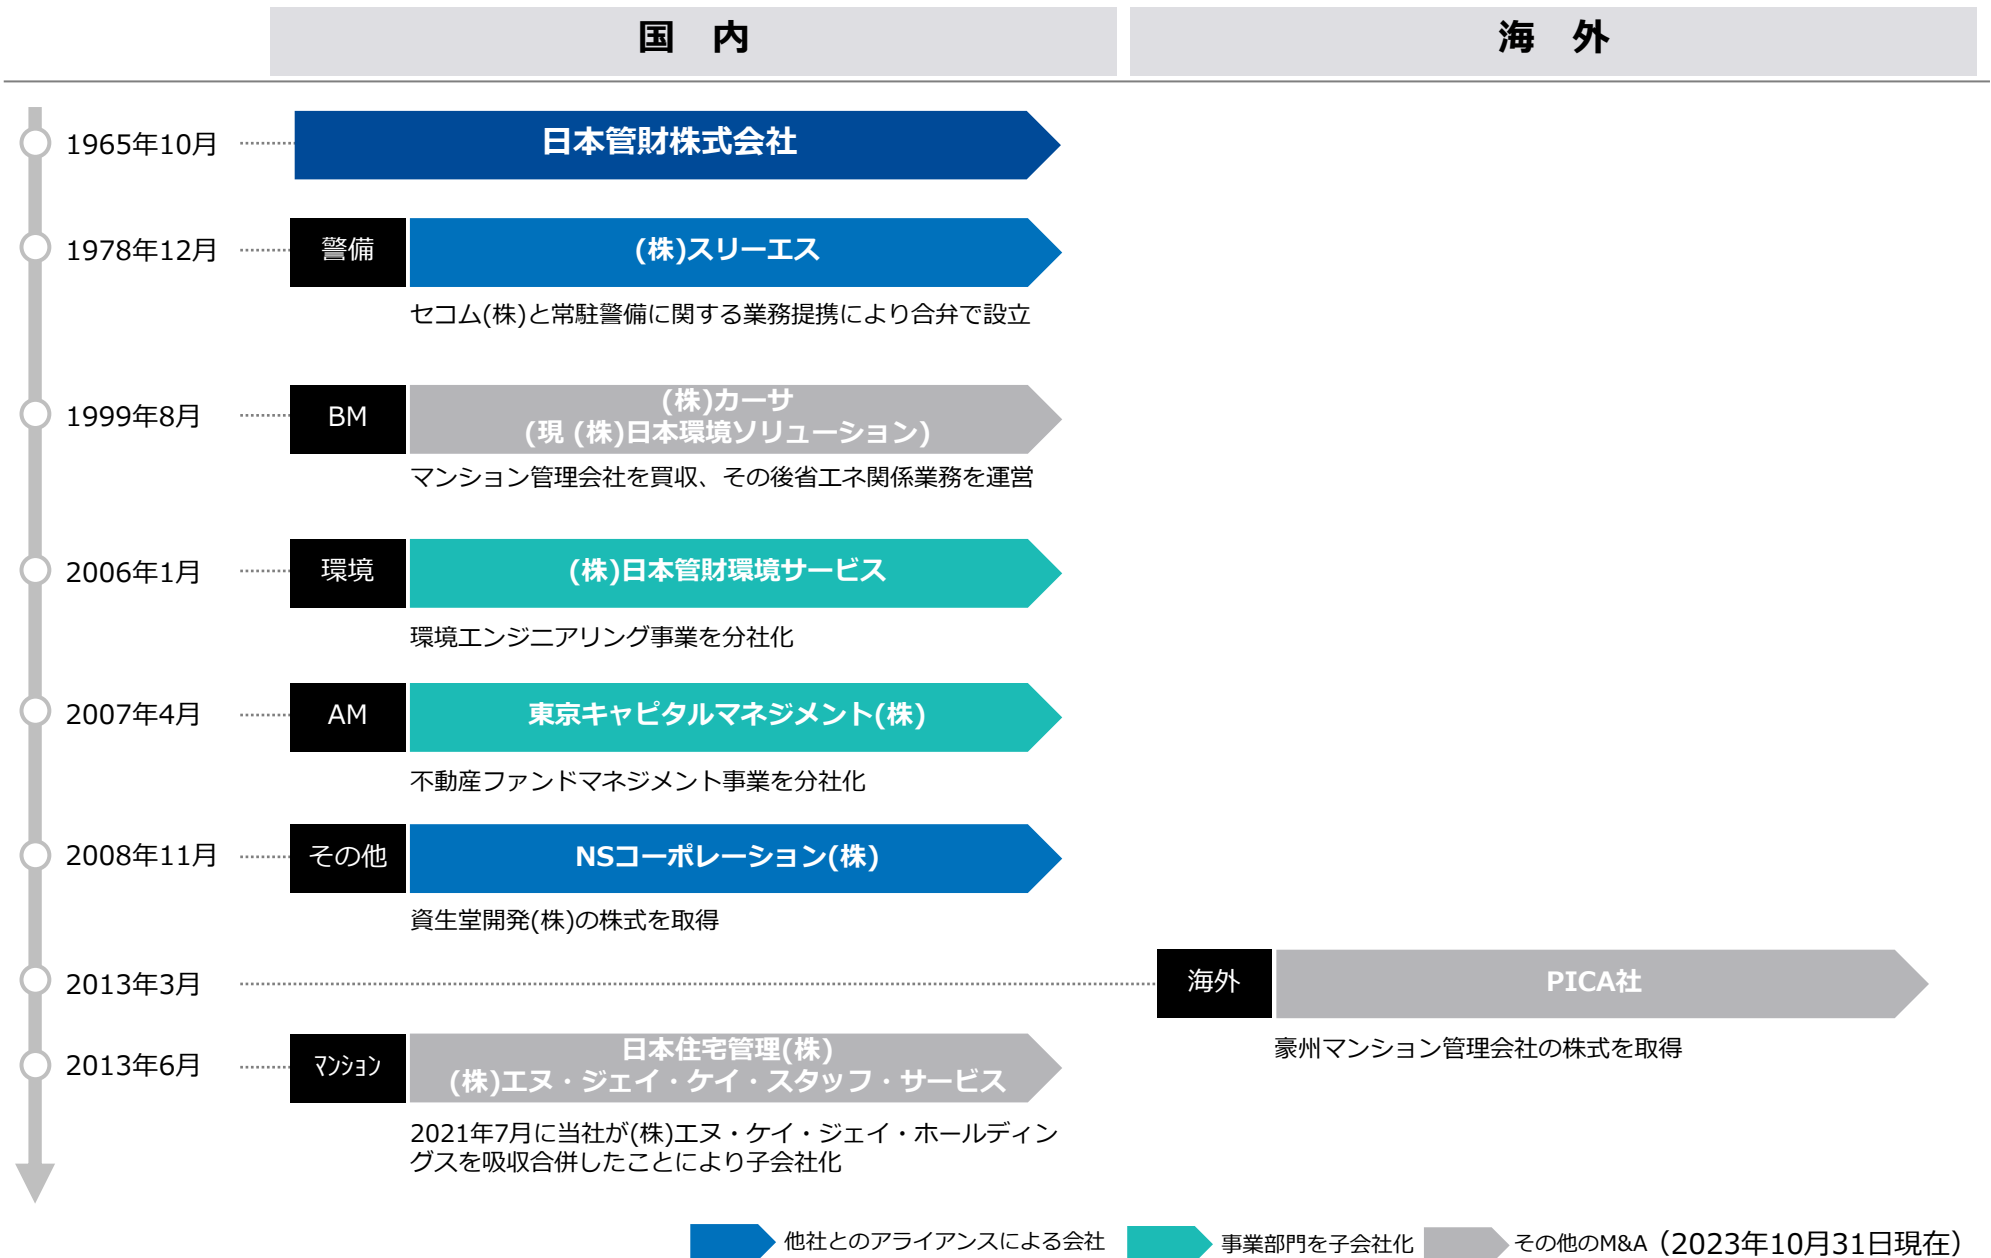 国　内
海　外
1965年10月
日本管財株式会社
1978年12月
警備
(株)スリーエス
セコム(株)と常駐警備に関する業務提携により合弁で設立
1999年8月
BM
(株)カーサ
(現 (株)日本環境ソリューション)
マンション管理会社を買収、その後省エネ関係業務を運営
2006年1月
環境
(株)日本管財環境サービス
環境エンジニアリング事業を分社化
2007年4月
AM
東京キャピタルマネジメント(株)
不動産ファンドマネジメント事業を分社化
2008年11月
その他
NSコーポレーション(株)
資生堂開発(株)の株式を取得
2013年3月
海外
PICA社
豪州マンション管理会社の株式を取得
2013年6月
ﾏﾝｼｮﾝ
日本住宅管理(株)
(株)エヌ・ジェイ・ケイ・スタッフ・サービス
2021年7月に当社が(株)エヌ・ケイ・ジェイ・ホールディン
グスを吸収合併したことにより子会社化
他社とのアライアンスによる会社
事業部門を子会社化
その他のM&A
（2023年10月31日現在）